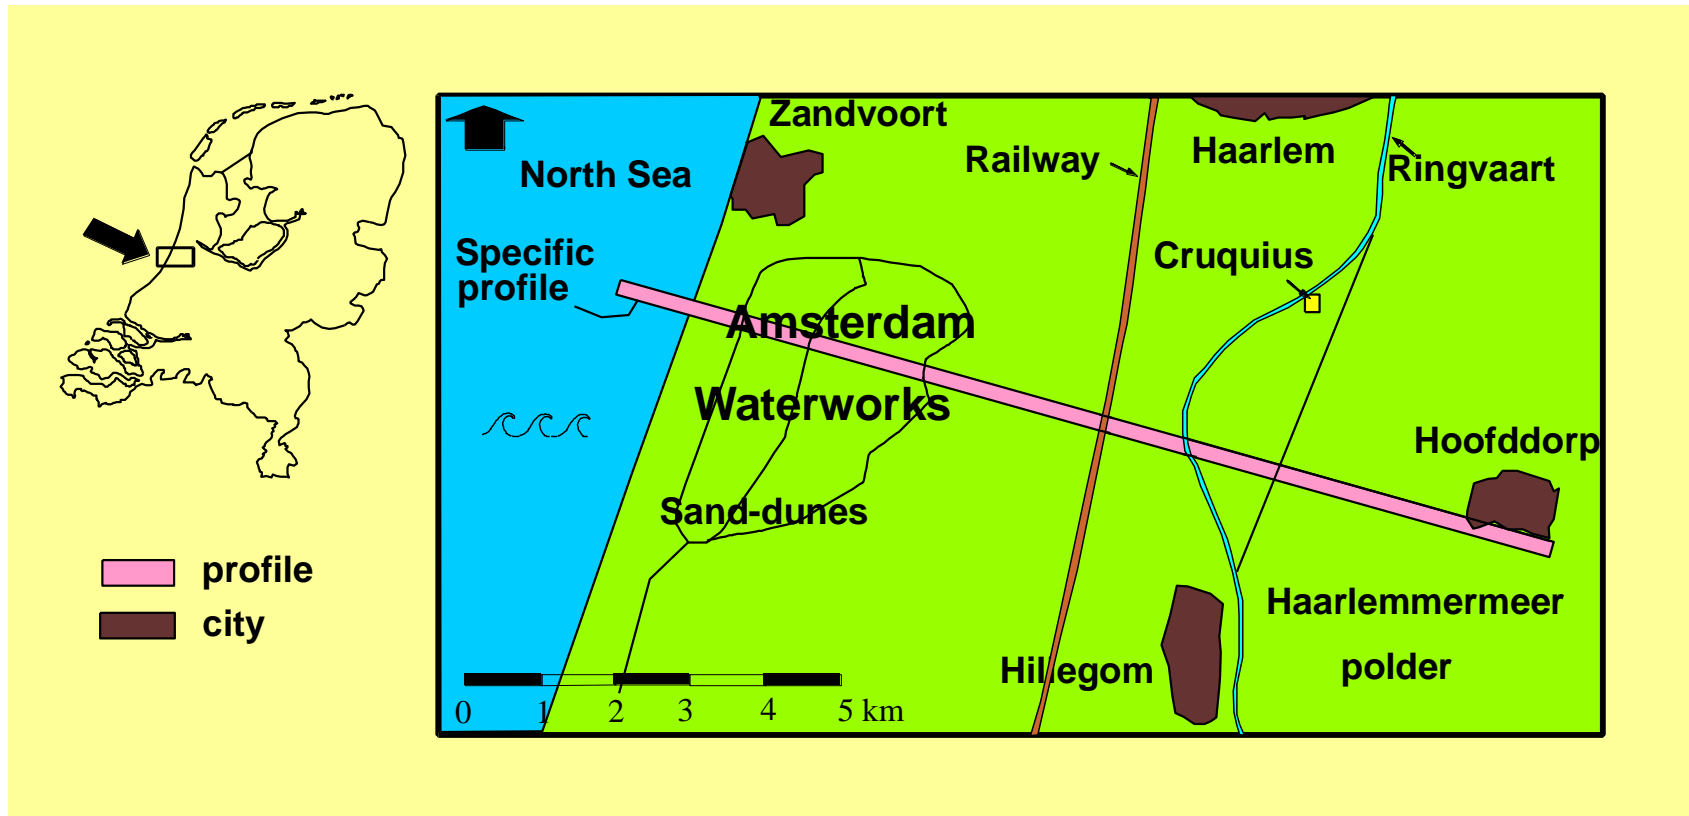 Zandvoort
North Sea
Railway
Haarlem
Ringvaart
Specific
profile
Cruquius
Amsterdam
Waterworks
Hoofddorp
Sand-dunes
profile
city
Haarlemmermeer
polder
Hillegom
0 1 2 3 4 5 km